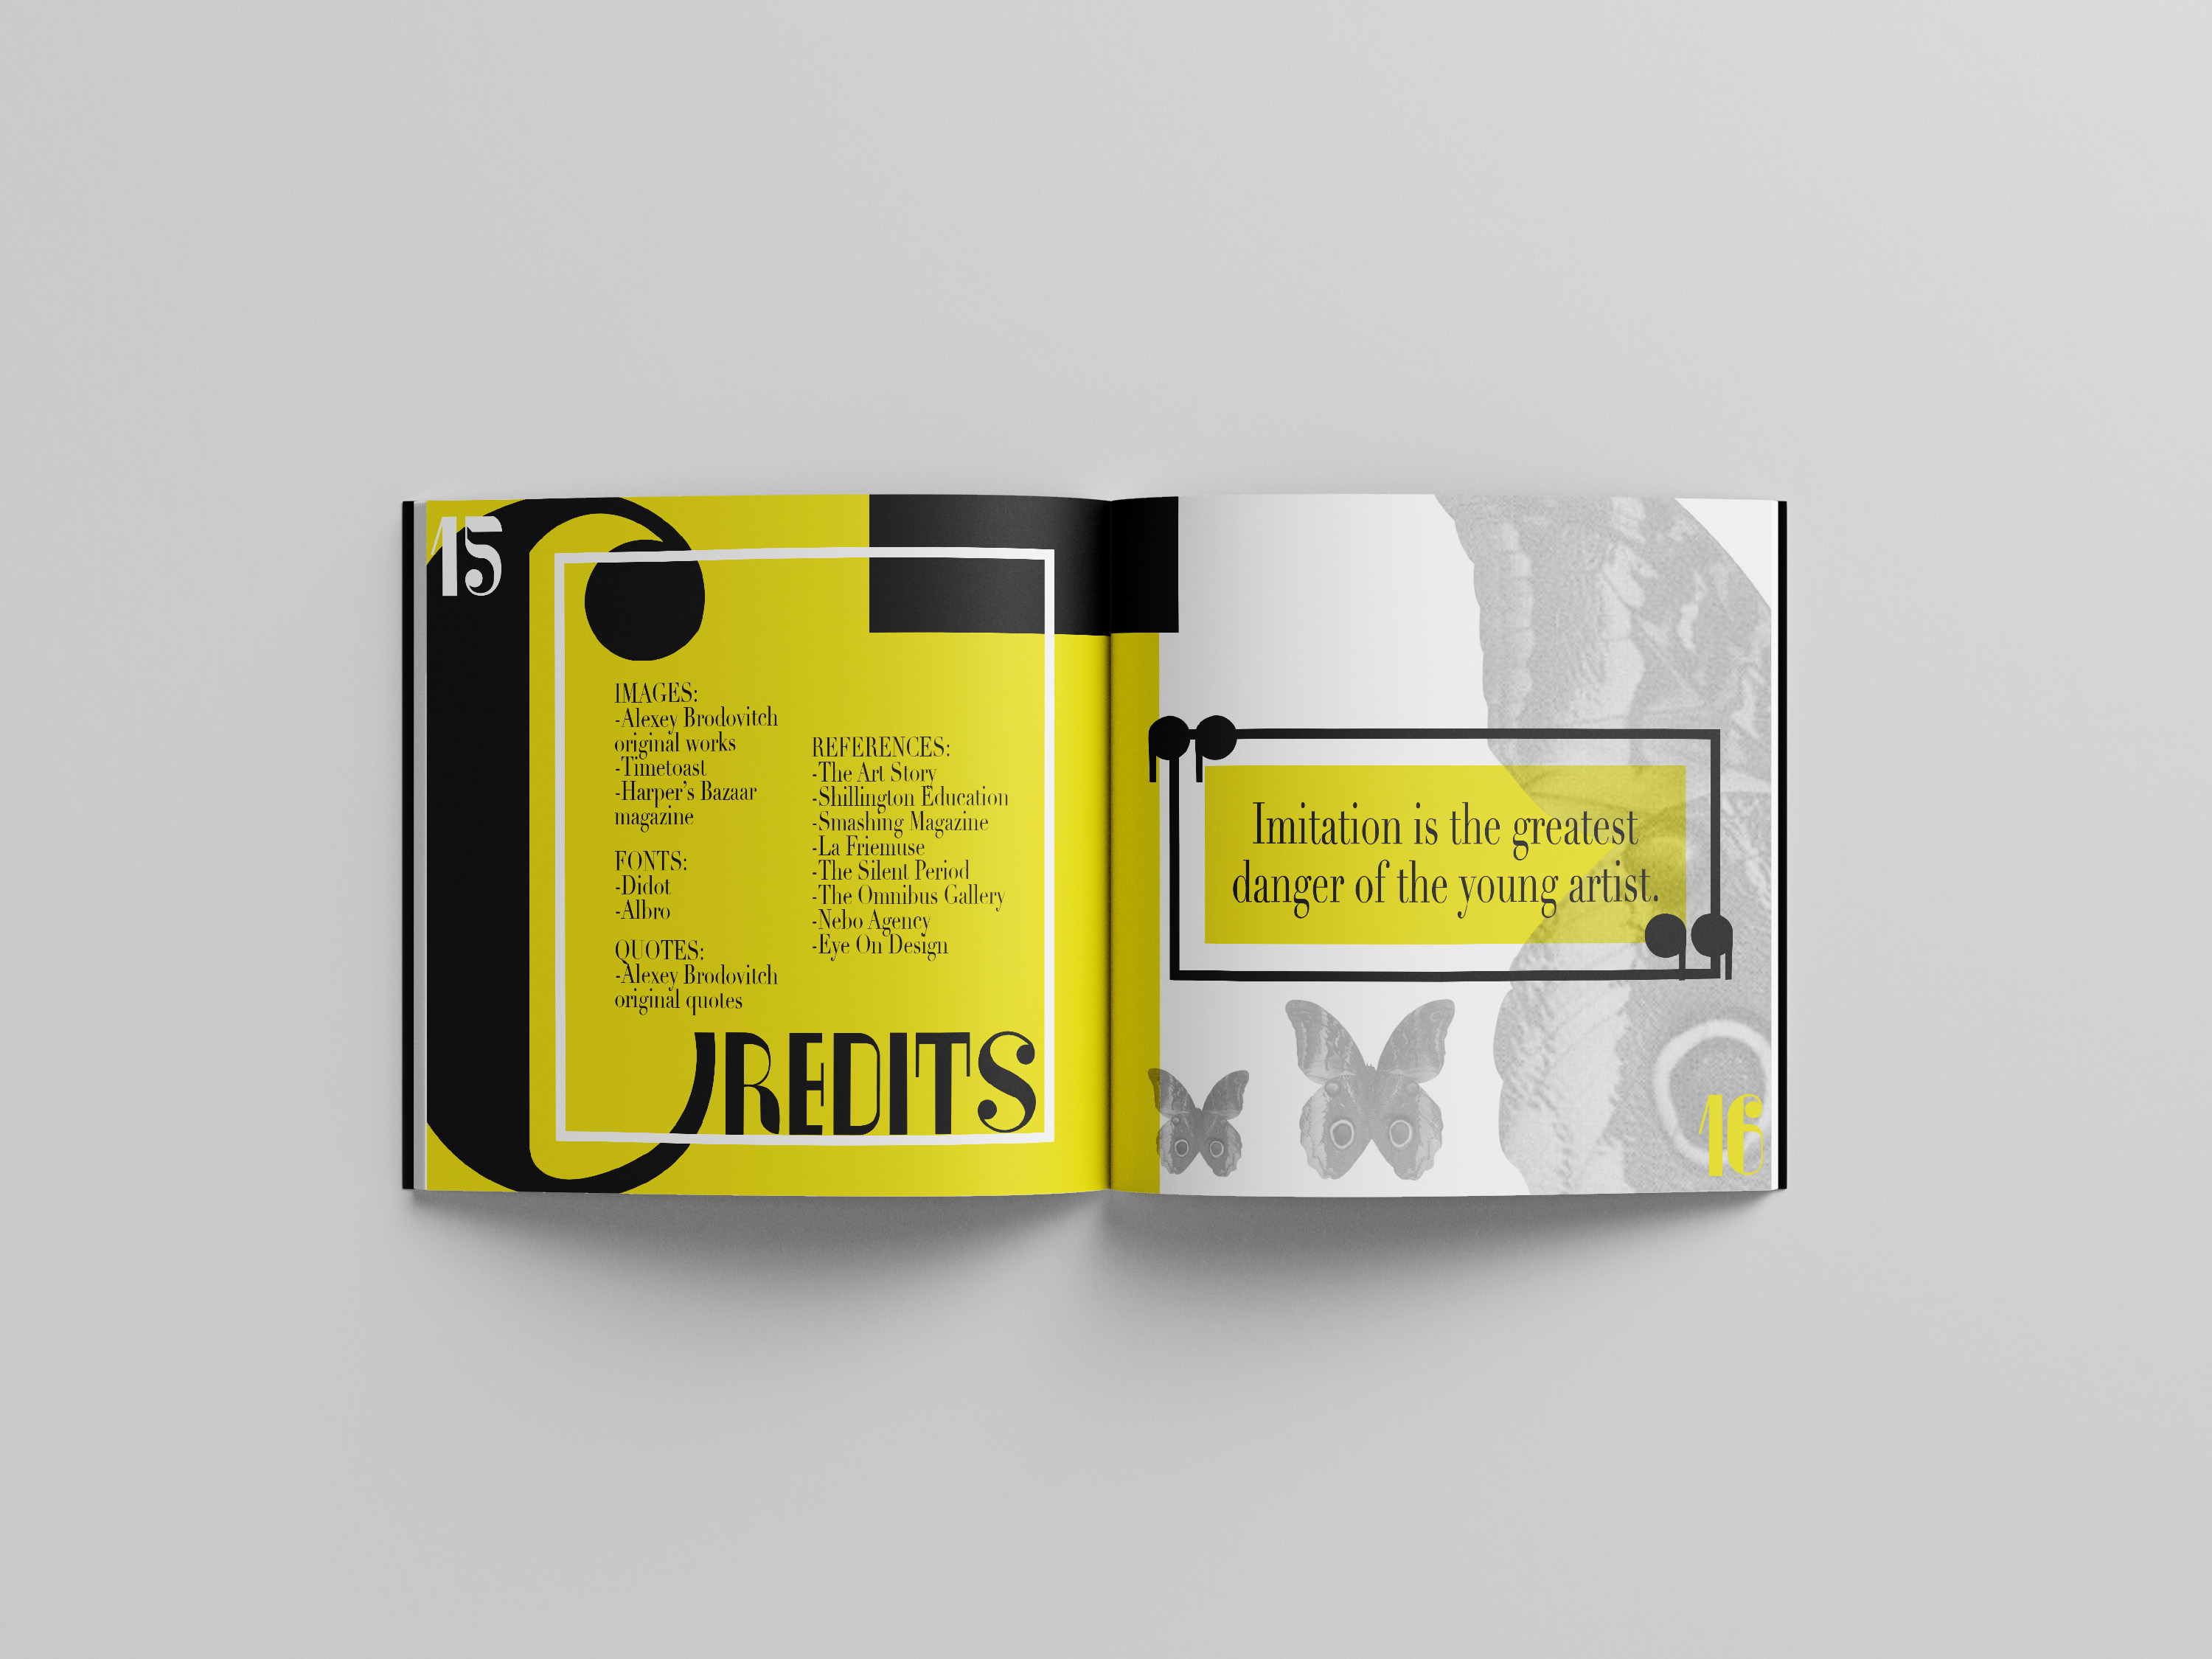 15
IMAGES:
-Alexey Brodovitch
original works
-Timetoast
-Harper's Bazaar
magazine
FONTS:
-Didot
-Albro
QUOTES:
-Alexey Brodovitch
original quotes
REFERENCES:
-The Art Story
-Shillington Education
-Smashing Magazine
-La Friemuse
-The Silent Period
-The Omnibus Gallery
-Nebo Agency
-Eye On Design
CREDITS
"Imitation is the greatest
danger of the young artist."
16